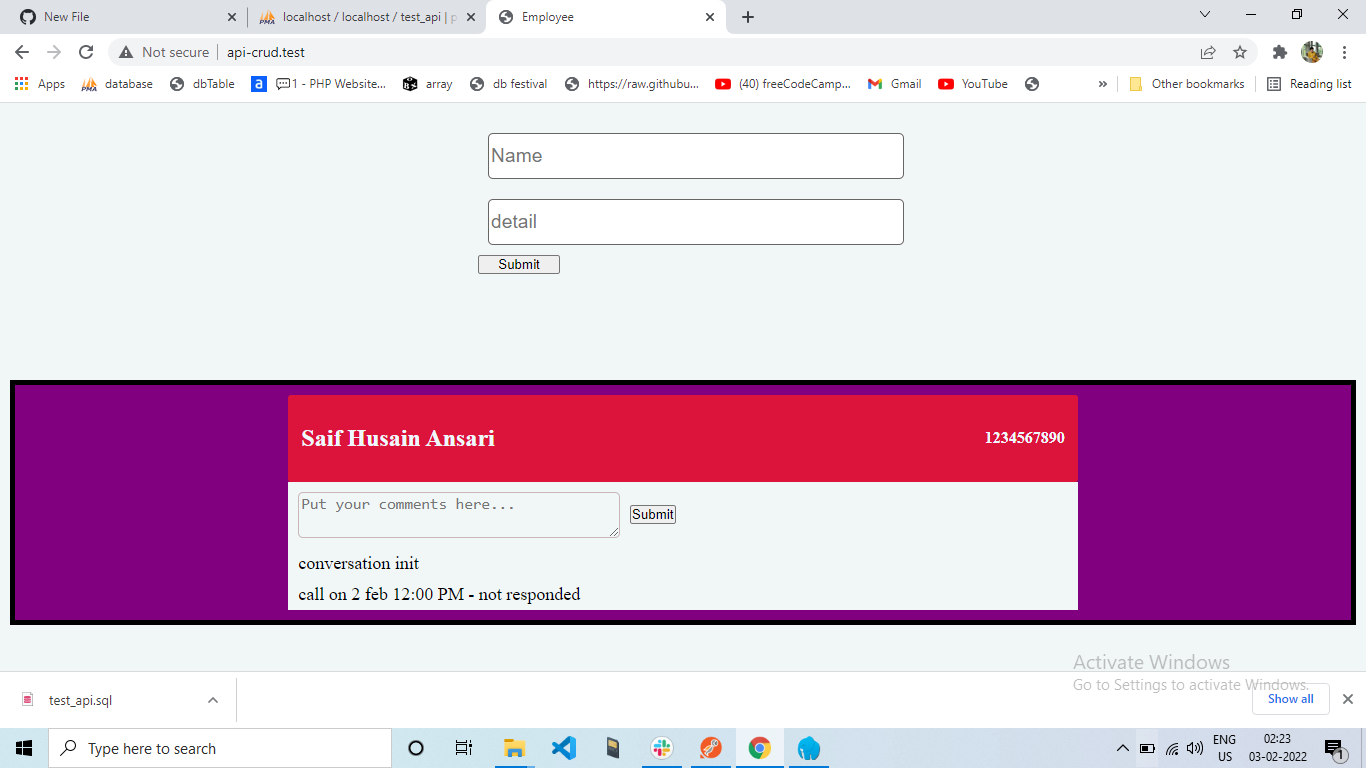 New File
localhost / localhost / test_api | p
Employee
Not secure
api-crud.test
Apps
PMA
database
dbTable
a
1 - PHP Website...
array
db festival
https://raw.githubu...
(40) freeCodeCamp...
Gmail
YouTube
»
Other bookmarks
Reading list
Name
detail
Submit
Saif Husain Ansari
1234567890
Put your comments here...
Submit
conversation init
call on 2 feb 12:00 PM - not responded
Activate Windows
Go to Settings to activate Windows.
test_api.sql
Show all
Type here to search
ENG
US
02:23
03-02-2022
1